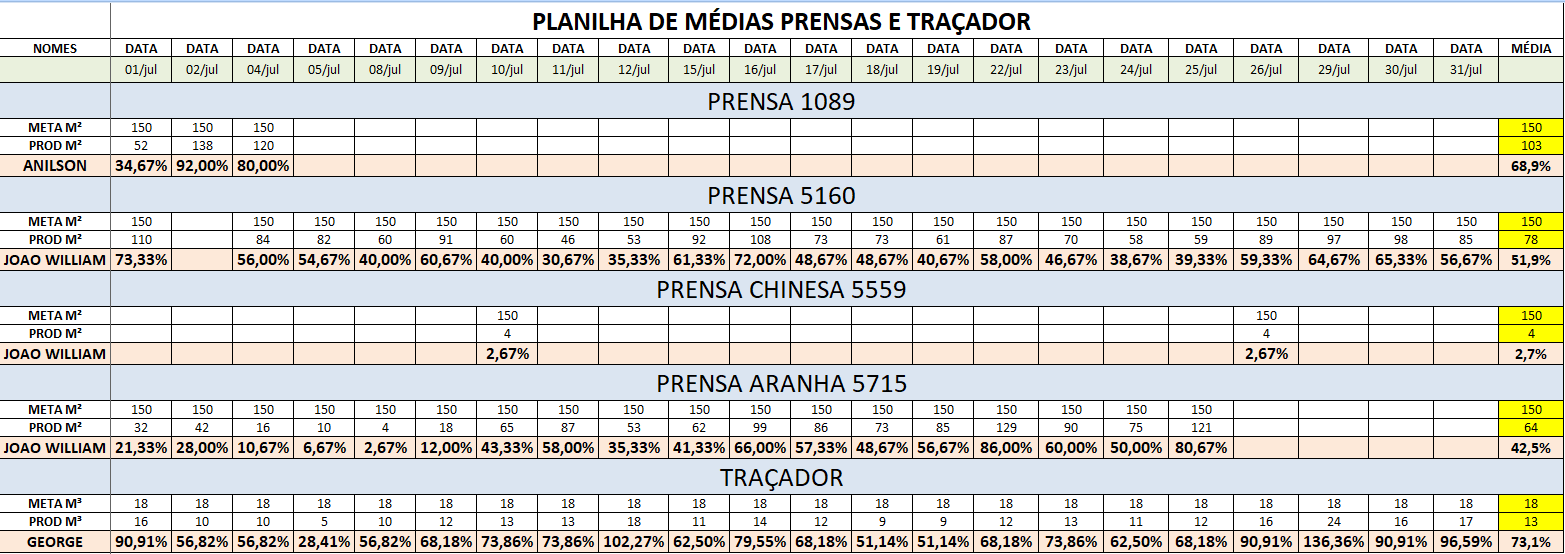 PLANILHA DE MÉDIAS PRENSAS E TRAÇADOR
NOMES DATA DATA DATA DATA DATA DATA DATA DATA DATA DATA DATA DATA DATA DATA DATA DATA DATA DATA DATA DATA DATA DATA MÉDIA
01/jul 02/jul 04/jul 05/jul 08/jul 09/jul 10/jul 11/jul 12/jul 15/jul 16/jul 17/jul 18/jul 19/jul 22/jul 23/jul 24/jul 25/jul 26/jul 29/jul 30/jul 31/jul
PRENSA 1089
META M² 150 150 150 150
PROD M² 52 138 120 103
ANILSON 34,67% 92,00% 80,00% 68,9%
PRENSA 5160
META M² 150 150 150 150 150 150 150 150 150 150 150 150 150 150 150 150 150 150 150 150 150 150
PROD M² 110 84 82 60 91 60 46 53 92 108 73 73 61 87 70 58 59 89 97 98 85 78
JOAO WILLIAM 73,33% 56,00% 54,67% 40,00% 60,67% 40,00% 30,67% 35,33% 61,33% 72,00% 48,67% 48,67% 40,67% 58,00% 46,67% 38,67% 39,33% 59,33% 64,67% 65,33% 56,67% 51,9%
PRENSA CHINESA 5559
META M² 150 150 150
PROD M² 4 4 4
JOAO WILLIAM 2,67% 2,67% 2,7%
PRENSA ARANHA 5715
META M² 150 150 150 150 150 150 150 150 150 150 150 150 150 150 150 150 150 150 150
PROD M² 32 42 16 10 4 18 65 87 53 62 99 86 73 85 129 90 75 121 64
JOAO WILLIAM 21,33% 28,00% 10,67% 6,67% 2,67% 12,00% 43,33% 58,00% 35,33% 41,33% 66,00% 57,33% 48,67% 56,67% 86,00% 60,00% 50,00% 80,67% 42,5%
TRAÇADOR
META M³ 18 18 18 18 18 18 18 18 18 18 18 18 18 18 18 18 18 18 18 18 18 18 18
PROD M³ 16 10 10 5 10 12 13 13 18 11 14 12 9 9 12 13 11 12 16 24 16 17 13
GEORGE 90,91% 56,82% 56,82% 28,41% 56,82% 68,18% 73,86% 73,86% 102,27% 62,50% 79,55% 68,18% 51,14% 51,14% 68,18% 73,86% 62,50% 68,18% 90,91% 136,36% 90,91% 96,59% 73,1%